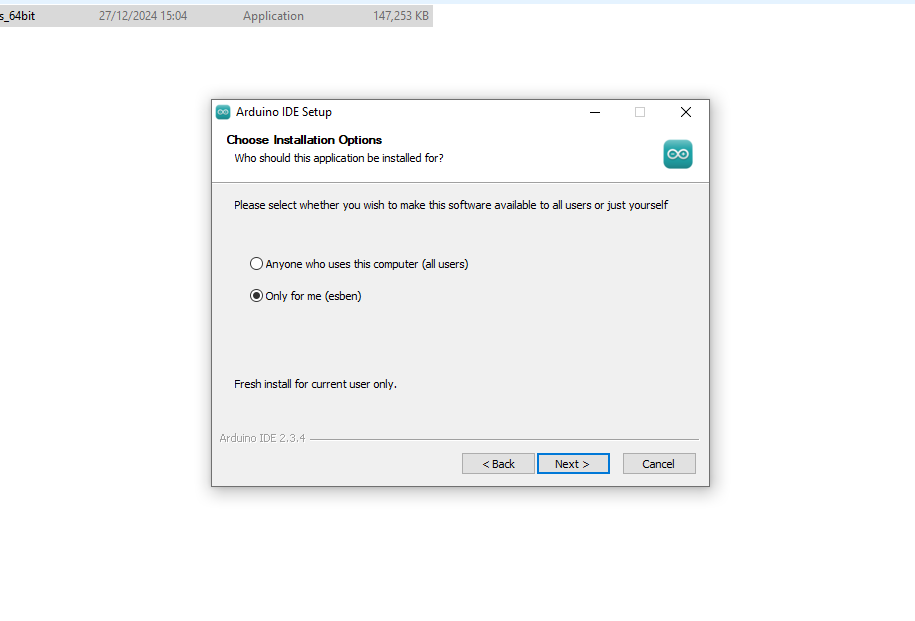 s_64bit 27/12/2024 15:04 Application 147,253 KB
Arduino IDE Setup
Choose Installation Options
Who should this application be installed for?
Please select whether you wish to make this software available to all users or just yourself
Anyone who uses this computer (all users)
Only for me (esben)
Fresh install for current user only.
Arduino IDE 2.3.4
< Back Next > Cancel